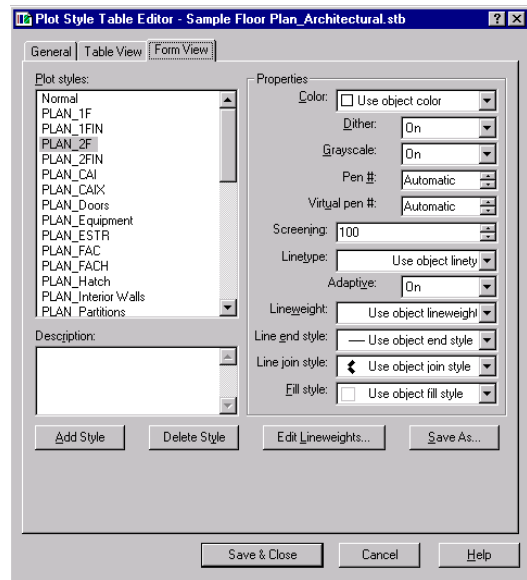 Plot Style Table Editor - Sample Floor Plan_Architectural.stb
General Table View Form View
Plot styles:
Normal
PLAN_1F
PLAN_1FIN
PLAN_2F
PLAN_2FIN
PLAN_CAI
PLAN_CAIX
PLAN_Doors
PLAN_Equipment
PLAN_ESTR
PLAN_FAC
PLAN_FACH
PLAN_Hatch
PLAN_Interior Walls
PLAN_Partitions
Description:
Properties
Color: Use object color
Dither: On
Grayscale: On
Pen #: Automatic
Virtual pen #: Automatic
Screening: 100
Linetype: Use object linety
Adaptive: On
Lineweight: Use object lineweight
Line end style: Use object end style
Line join style: Use object join style
Fill style: Use object fill style
Add Style Delete Style Edit Lineweights... Save As...
Save & Close Cancel Help